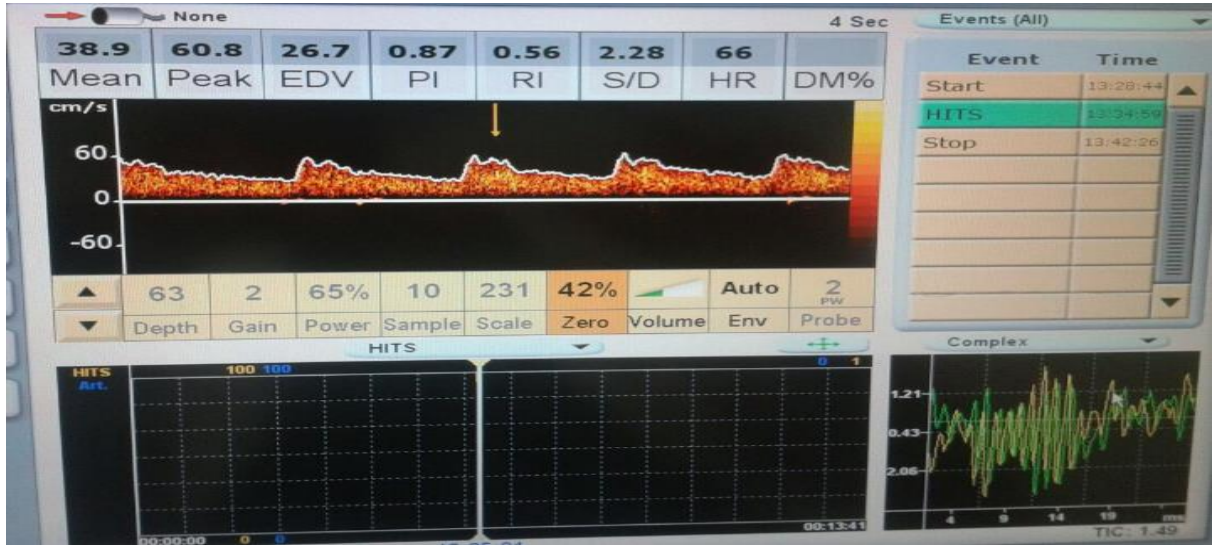 None
4 Sec
Events (All)
38.9 60.8 26.7 0.87 0.56 2.28 66
Mean Peak EDV PI RI S/D HR DM%
cm/s
60
0
-60
63 2 65% 10 231 42% Auto 2
PW
Depth Gain Power Sample Scale Zero Volume Env Probe
Event Time
Start 13:28:44
HITS 13:34:59
Stop 13:42:26
HITS
HITS 100 100 0 1
Art.
00:00:00 0 0 00:13:41
Complex
1.21
0.43
2.06
4 9 14 19 ms
TIC: 1.49